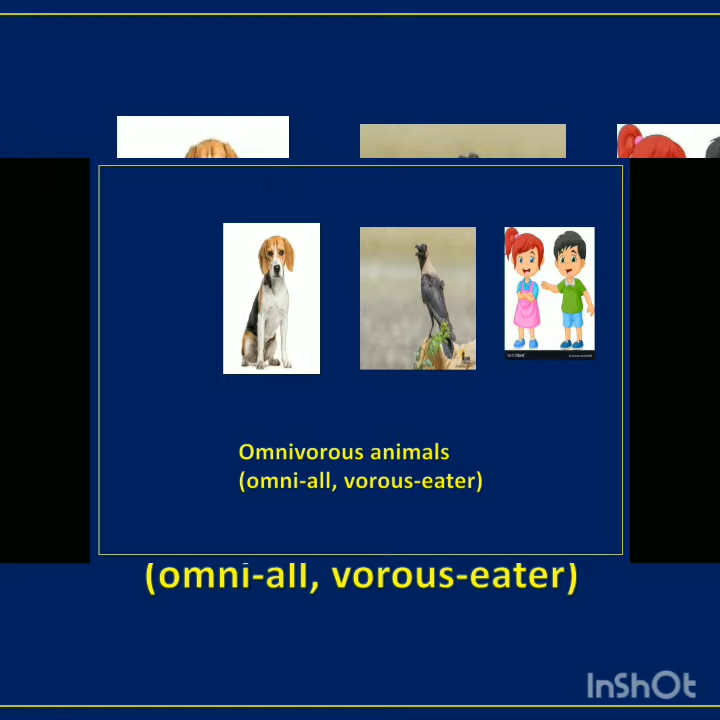 Omnivorous animals
(omni-all, vorous-eater)
(omni-all, vorous-eater)
InShOt